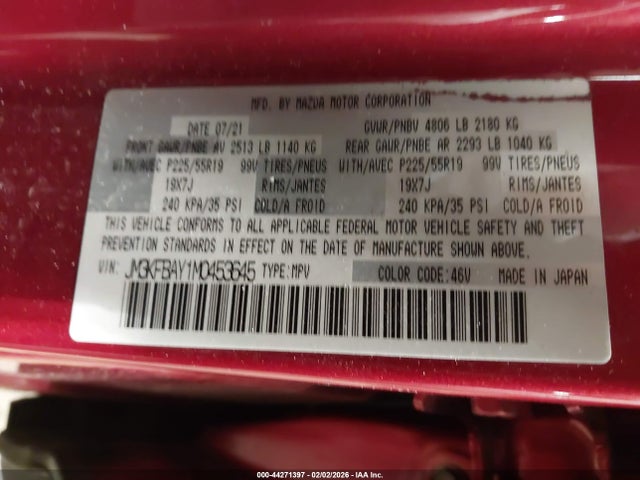 MFD. BY MAZDA MOTOR CORPORATION
DATE 07/21 GVWR/PNBV 4806 LB 2180 KG
FRONT GAWR/PNBE AV 2513 LB 1140 KG REAR GAWR/PNBE AR 2293 LB 1040 KG
WITH/AVEC P225/55R19 99V TIRES/PNEUS WITH/AVEC P225/55R19 99V TIRES/PNEUS
19X7J RIMS/JANTES 19X7J RIMS/JANTES
240 KPA/35 PSI COLD/A FROID 240 KPA/35 PSI COLD/A FROID
THIS VEHICLE CONFORMS TO ALL APPLICABLE FEDERAL MOTOR VEHICLE SAFETY AND THEFT
PREVENTION STANDARDS IN EFFECT ON THE DATE OF MANUFACTURE SHOWN ABOVE.
VIN: JM3KFBAY1M0453645 TYPE: MPV COLOR CODE: 46V MADE IN JAPAN
000-44271397 - 02/02/2026 - IAA Inc.